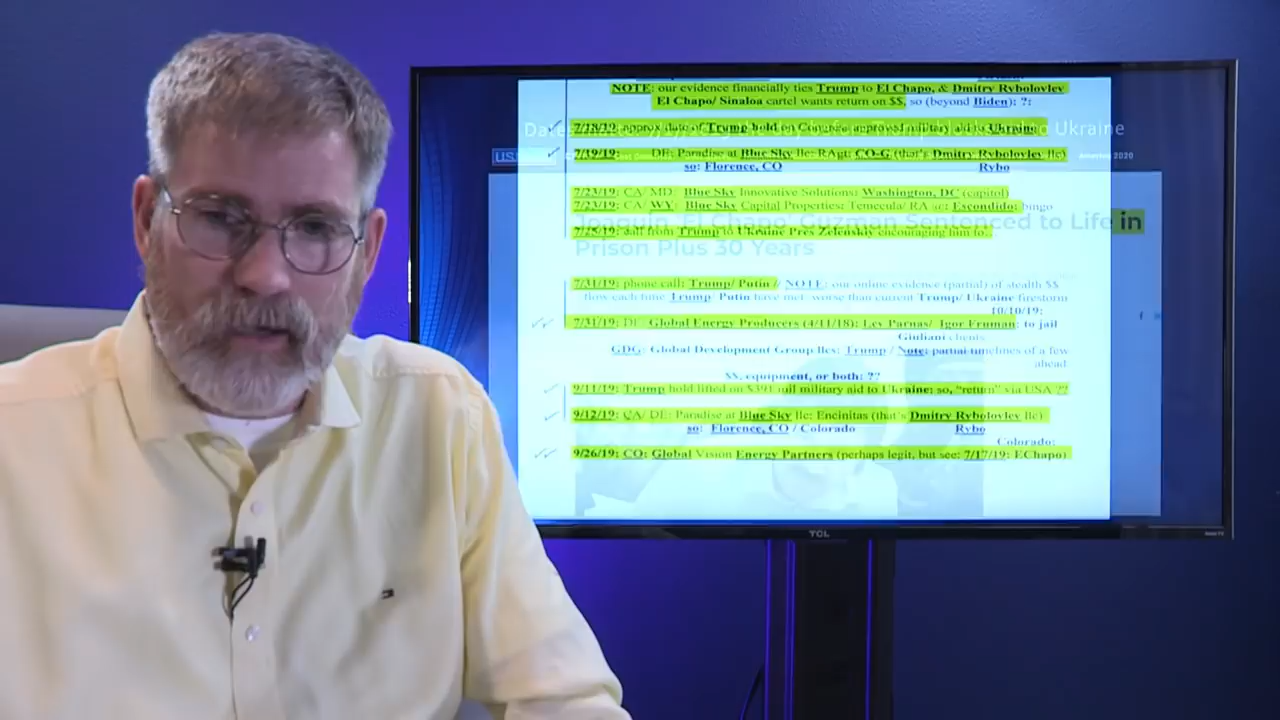 NOTE: our evidence financially ties Trump to El Chapo, & Dmitry Rybolovlev
El Chapo/ Sinaloa cartel wants return on $$, so (beyond Biden): ?:
7/18/19: approx date of Trump hold on Congress approved military aid to Ukraine
Ukraine
7/19/19: DE: Paradise at Blue Sky llc: RAgt: CO-G (that's Dmitry Rybolovlev llc)
2020
so: Florence, CO Rybo
7/23/19: CA/ MD: Blue Sky Innovative Solutions: Washington, DC (capitol)
7/23/19: CA/ WY: Blue Sky Capital Properties: Temecula/ RA @: Escondido: bingo
Joaquin 'El Chapo' Guzman Sentenced to Life in
Prison Plus 30 Years
7/25/19: call from Trump to Ukraine Pres Zelenskiy encouraging him to..
7/31/19: phone call: Trump/ Putin // NOTE: our online evidence (partial) of stealth $$
flow each time Trump/ Putin have met: worse than current Trump/ Ukraine firestorm
10/10/19:
7/31/19: DE: Global Energy Producers (4/11/18): Lev Parnas/ Igor Fruman: to jail
Giuliani clients
GDG: Global Development Group llcs: Trump / Note: partial timelines of a few
ahead.
$$, equipment, or both: ??
9/11/19: Trump hold lifted on $391 mil military aid to Ukraine: so, "return" via USA ??
9/12/19: CA/ DE: Paradise at Blue Sky llc: Encinitas (that's Dmitry Rybolovlev llc)
so: Florence, CO / Colorado Rybo
Colorado:
9/26/19: CO: Global Vision Energy Partners (perhaps legit, but see: 7/17/19: EChapo)
TCL